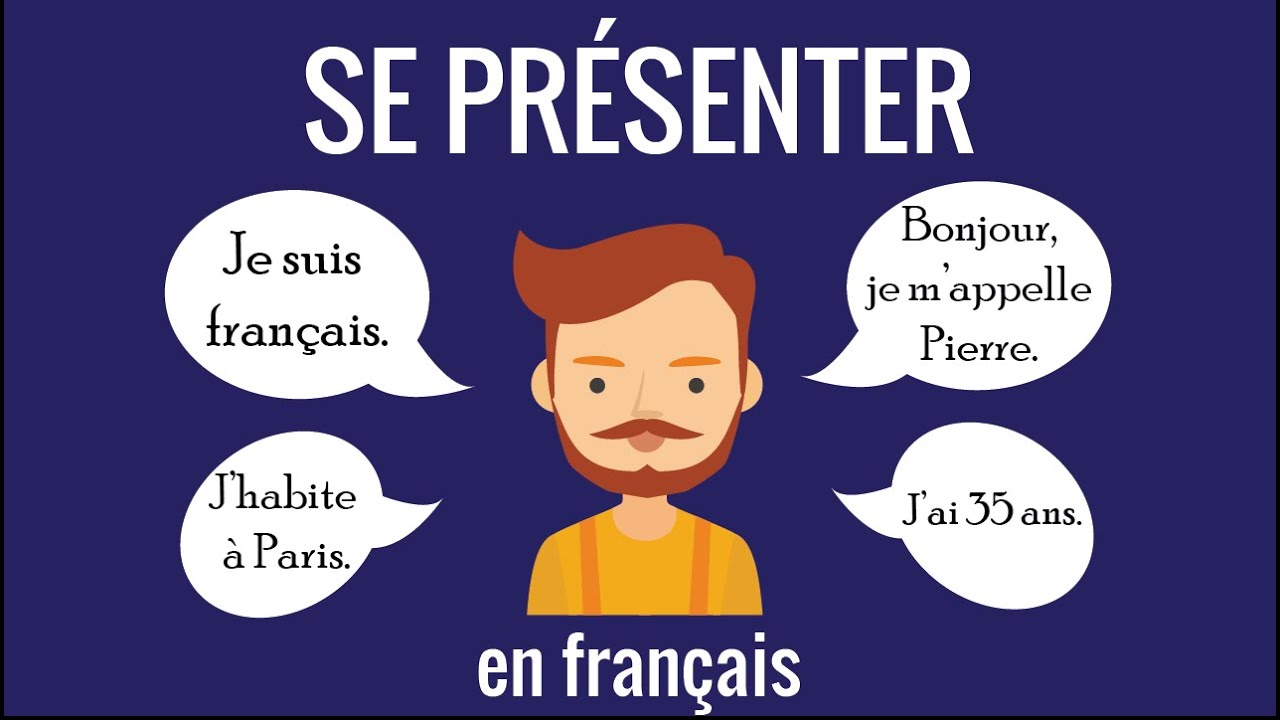 SE PRÉSENTER
Je suis
français.
Bonjour,
je m'appelle
Pierre.
J'habite
à Paris.
J'ai 35 ans.
en français